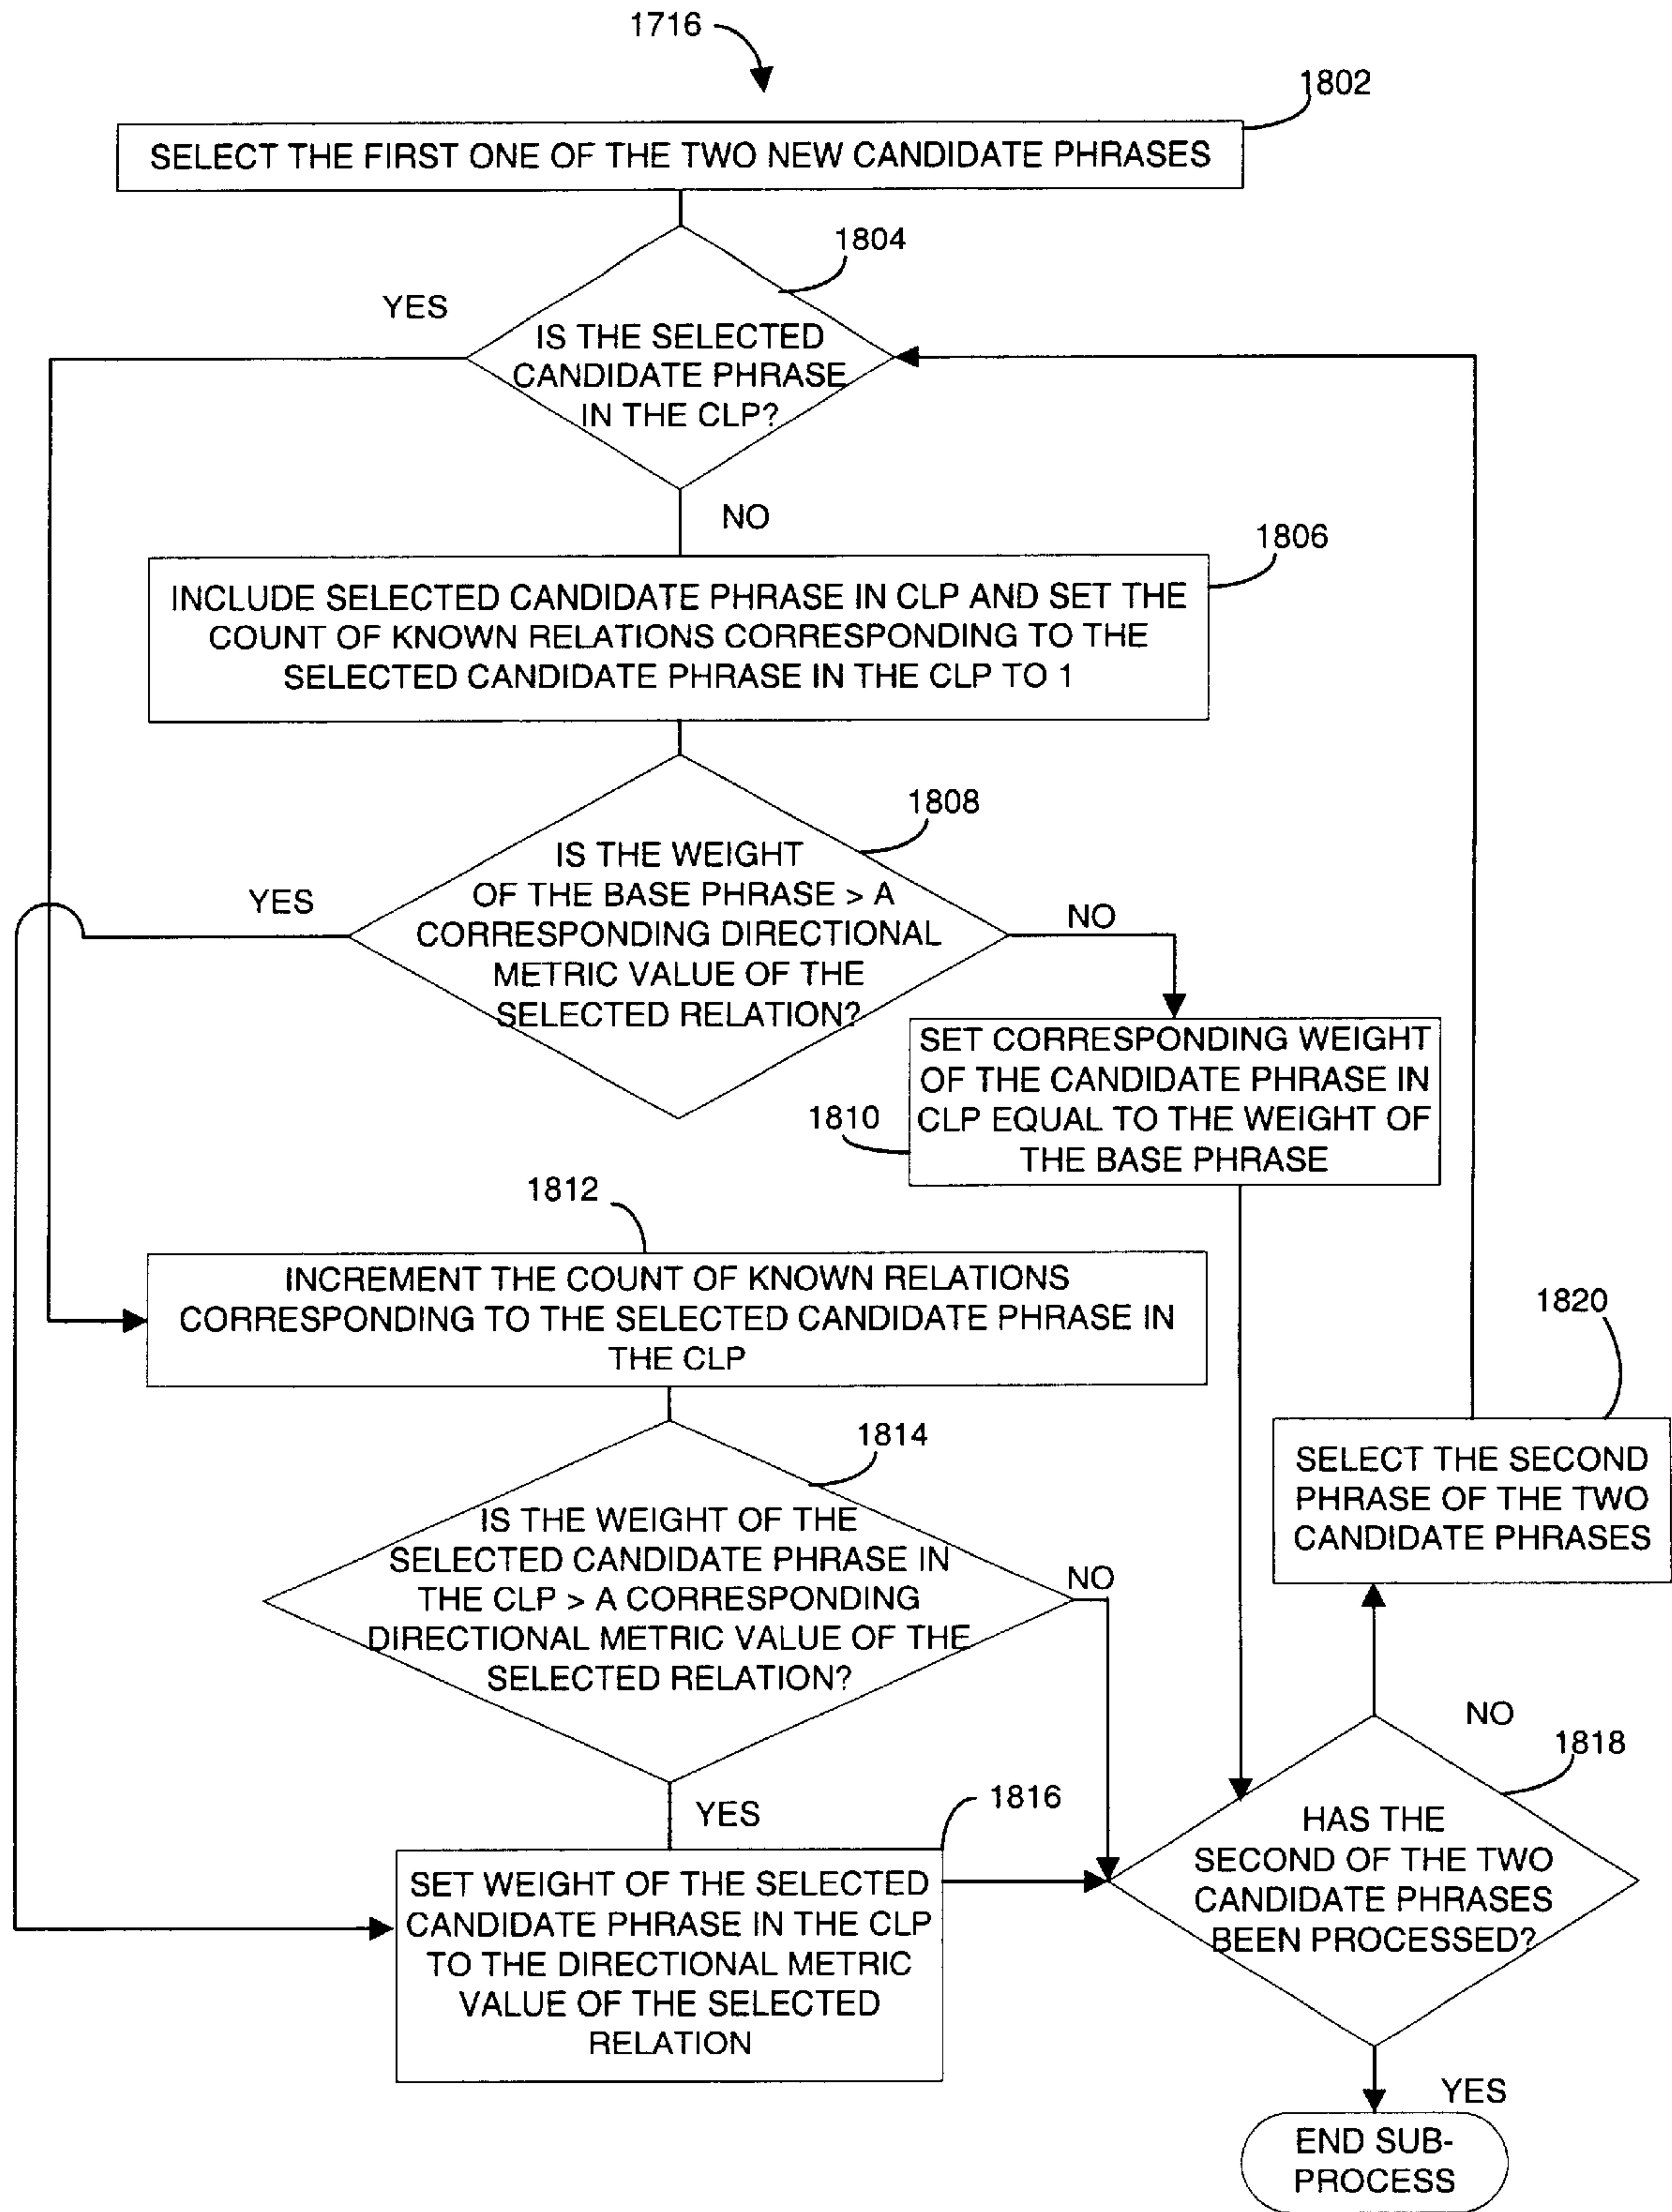 1716
1802
SELECT THE FIRST ONE OF THE TWO NEW CANDIDATE PHRASES
1804
YES
IS THE SELECTED
CANDIDATE PHRASE
IN THE CLP?
NO
1806
INCLUDE SELECTED CANDIDATE PHRASE IN CLP AND SET THE
COUNT OF KNOWN RELATIONS CORRESPONDING TO THE
SELECTED CANDIDATE PHRASE IN THE CLP TO 1
1808
IS THE WEIGHT
OF THE BASE PHRASE > A
CORRESPONDING DIRECTIONAL
METRIC VALUE OF THE
SELECTED RELATION?
YES
NO
SET CORRESPONDING WEIGHT
OF THE CANDIDATE PHRASE IN
CLP EQUAL TO THE WEIGHT OF
THE BASE PHRASE
1810
1812
INCREMENT THE COUNT OF KNOWN RELATIONS
CORRESPONDING TO THE SELECTED CANDIDATE PHRASE IN
THE CLP
1820
SELECT THE SECOND
PHRASE OF THE TWO
CANDIDATE PHRASES
1814
IS THE WEIGHT OF THE
SELECTED CANDIDATE PHRASE IN
THE CLP > A CORRESPONDING
DIRECTIONAL METRIC VALUE OF THE
SELECTED RELATION?
NO
YES
NO
1818
HAS THE
SECOND OF THE TWO
CANDIDATE PHRASES
BEEN PROCESSED?
1816
SET WEIGHT OF THE SELECTED
CANDIDATE PHRASE IN THE CLP
TO THE DIRECTIONAL METRIC
VALUE OF THE SELECTED
RELATION
YES
END SUB-
PROCESS